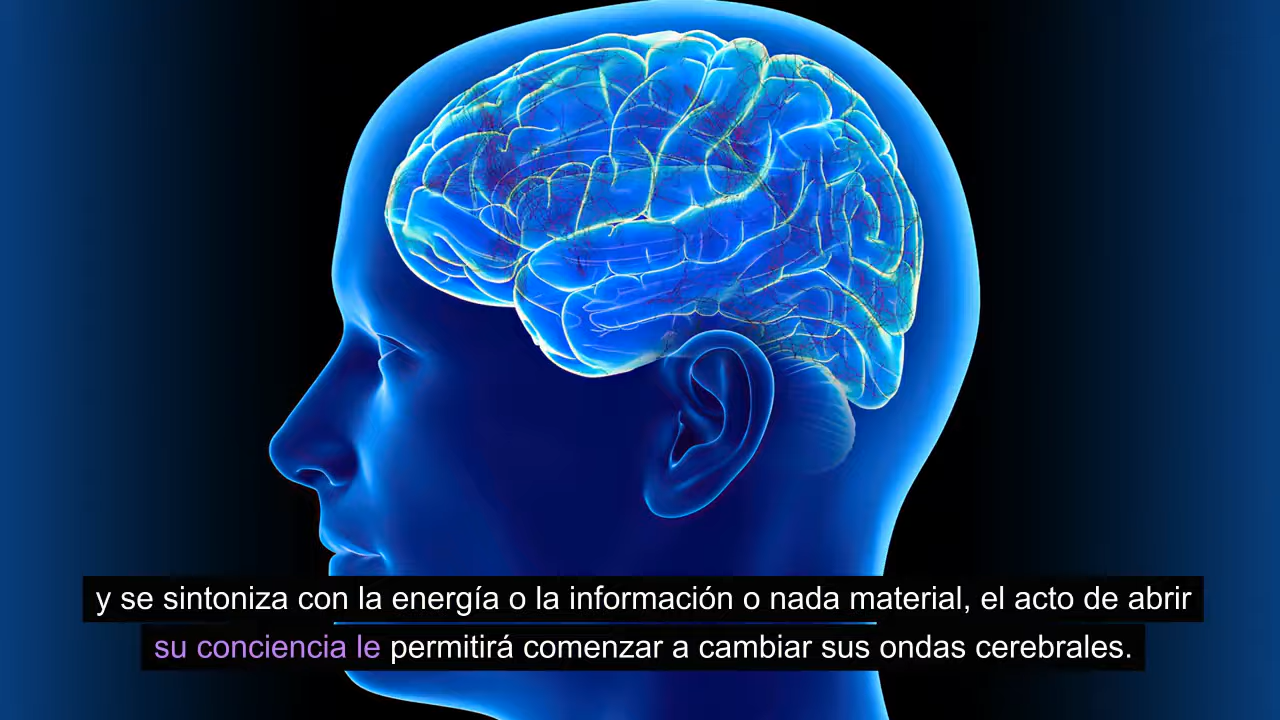 y se sintoniza con la energía o la información o nada material, el acto de abrir
su conciencia le permitirá comenzar a cambiar sus ondas cerebrales.